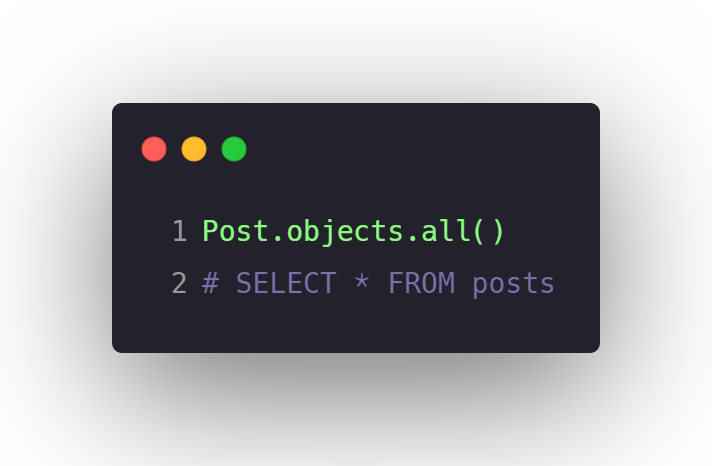 1 Post.objects.all()
2 # SELECT * FROM posts